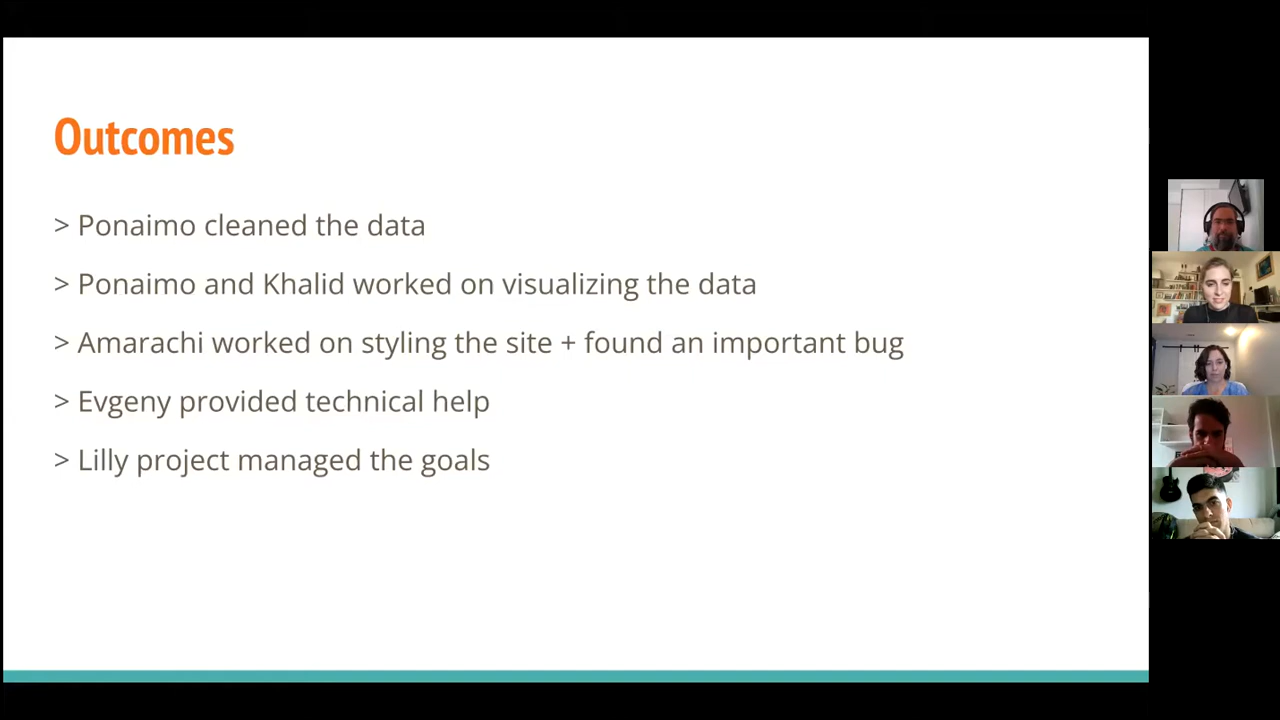 Outcomes
> Ponaimo cleaned the data
> Ponaimo and Khalid worked on visualizing the data
> Amarachi worked on styling the site + found an important bug
> Evgeny provided technical help
> Lilly project managed the goals